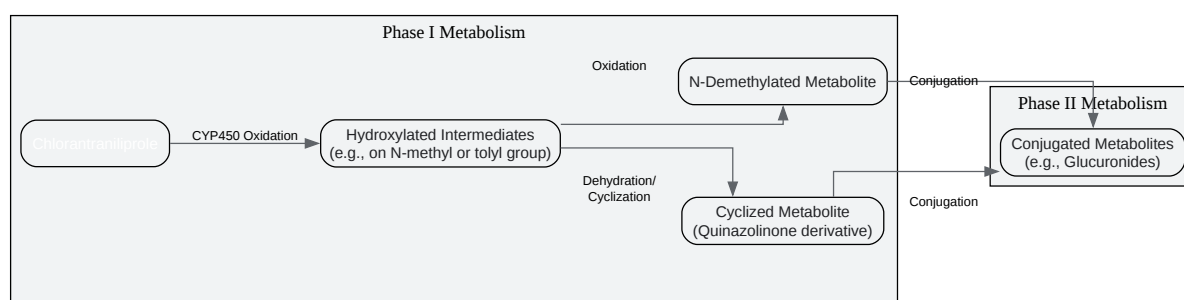 Phase I Metabolism
Chlorantraniliprole
CYP450 Oxidation
Hydroxylated Intermediates
(e.g., on N-methyl or tolyl group)
Oxidation
N-Demethylated Metabolite
Dehydration/
Cyclization
Cyclized Metabolite
(Quinazolinone derivative)
Conjugation
Conjugation
Phase II Metabolism
Conjugated Metabolites
(e.g., Glucuronides)